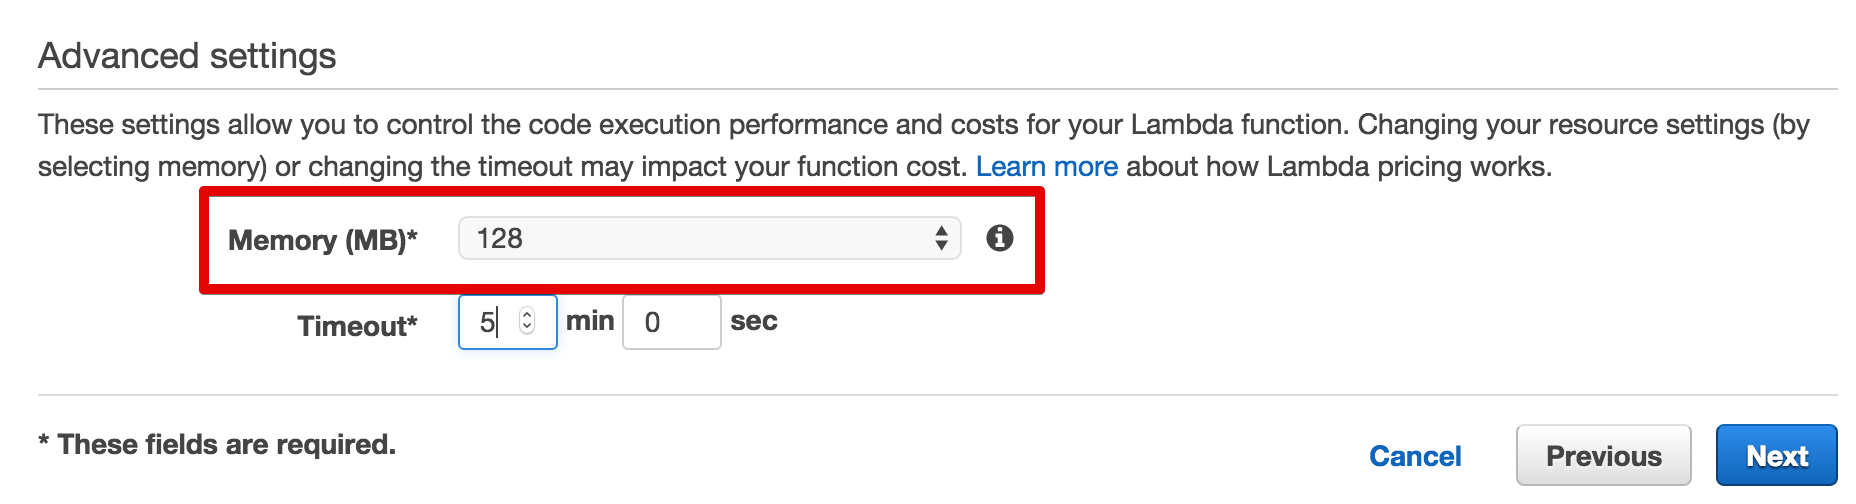 Advanced settings
These settings allow you to control the code execution performance and costs for your Lambda function. Changing your resource settings (by
selecting memory) or changing the timeout may impact your function cost. Learn more about how Lambda pricing works.
Memory (MB)* 128
Timeout* 5 min 0 sec
* These fields are required.
Cancel Previous Next